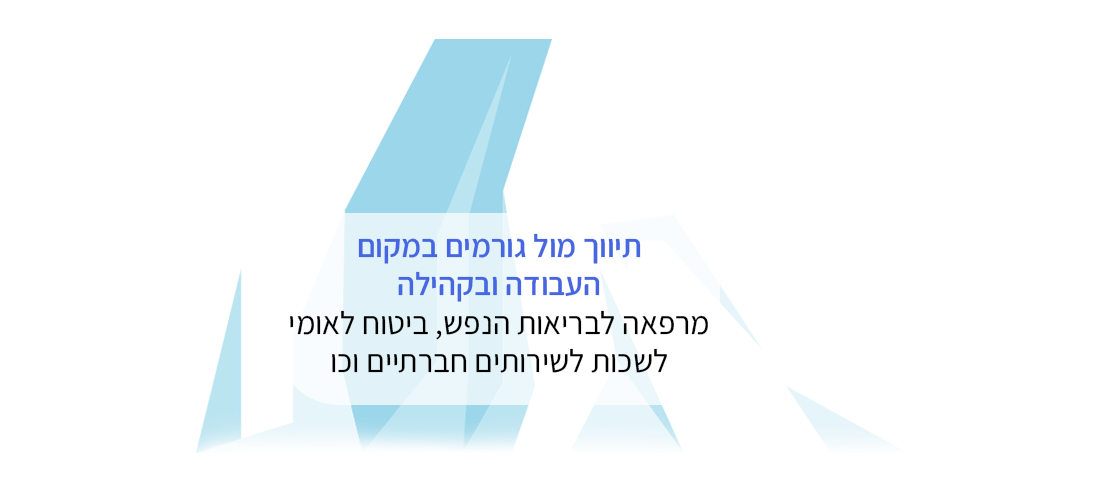 תיווך מול גורמים במקום
העבודה ובקהילה
מרפאה לבריאות הנפש, ביטוח לאומי
לשכות לשירותים חברתיים וכו